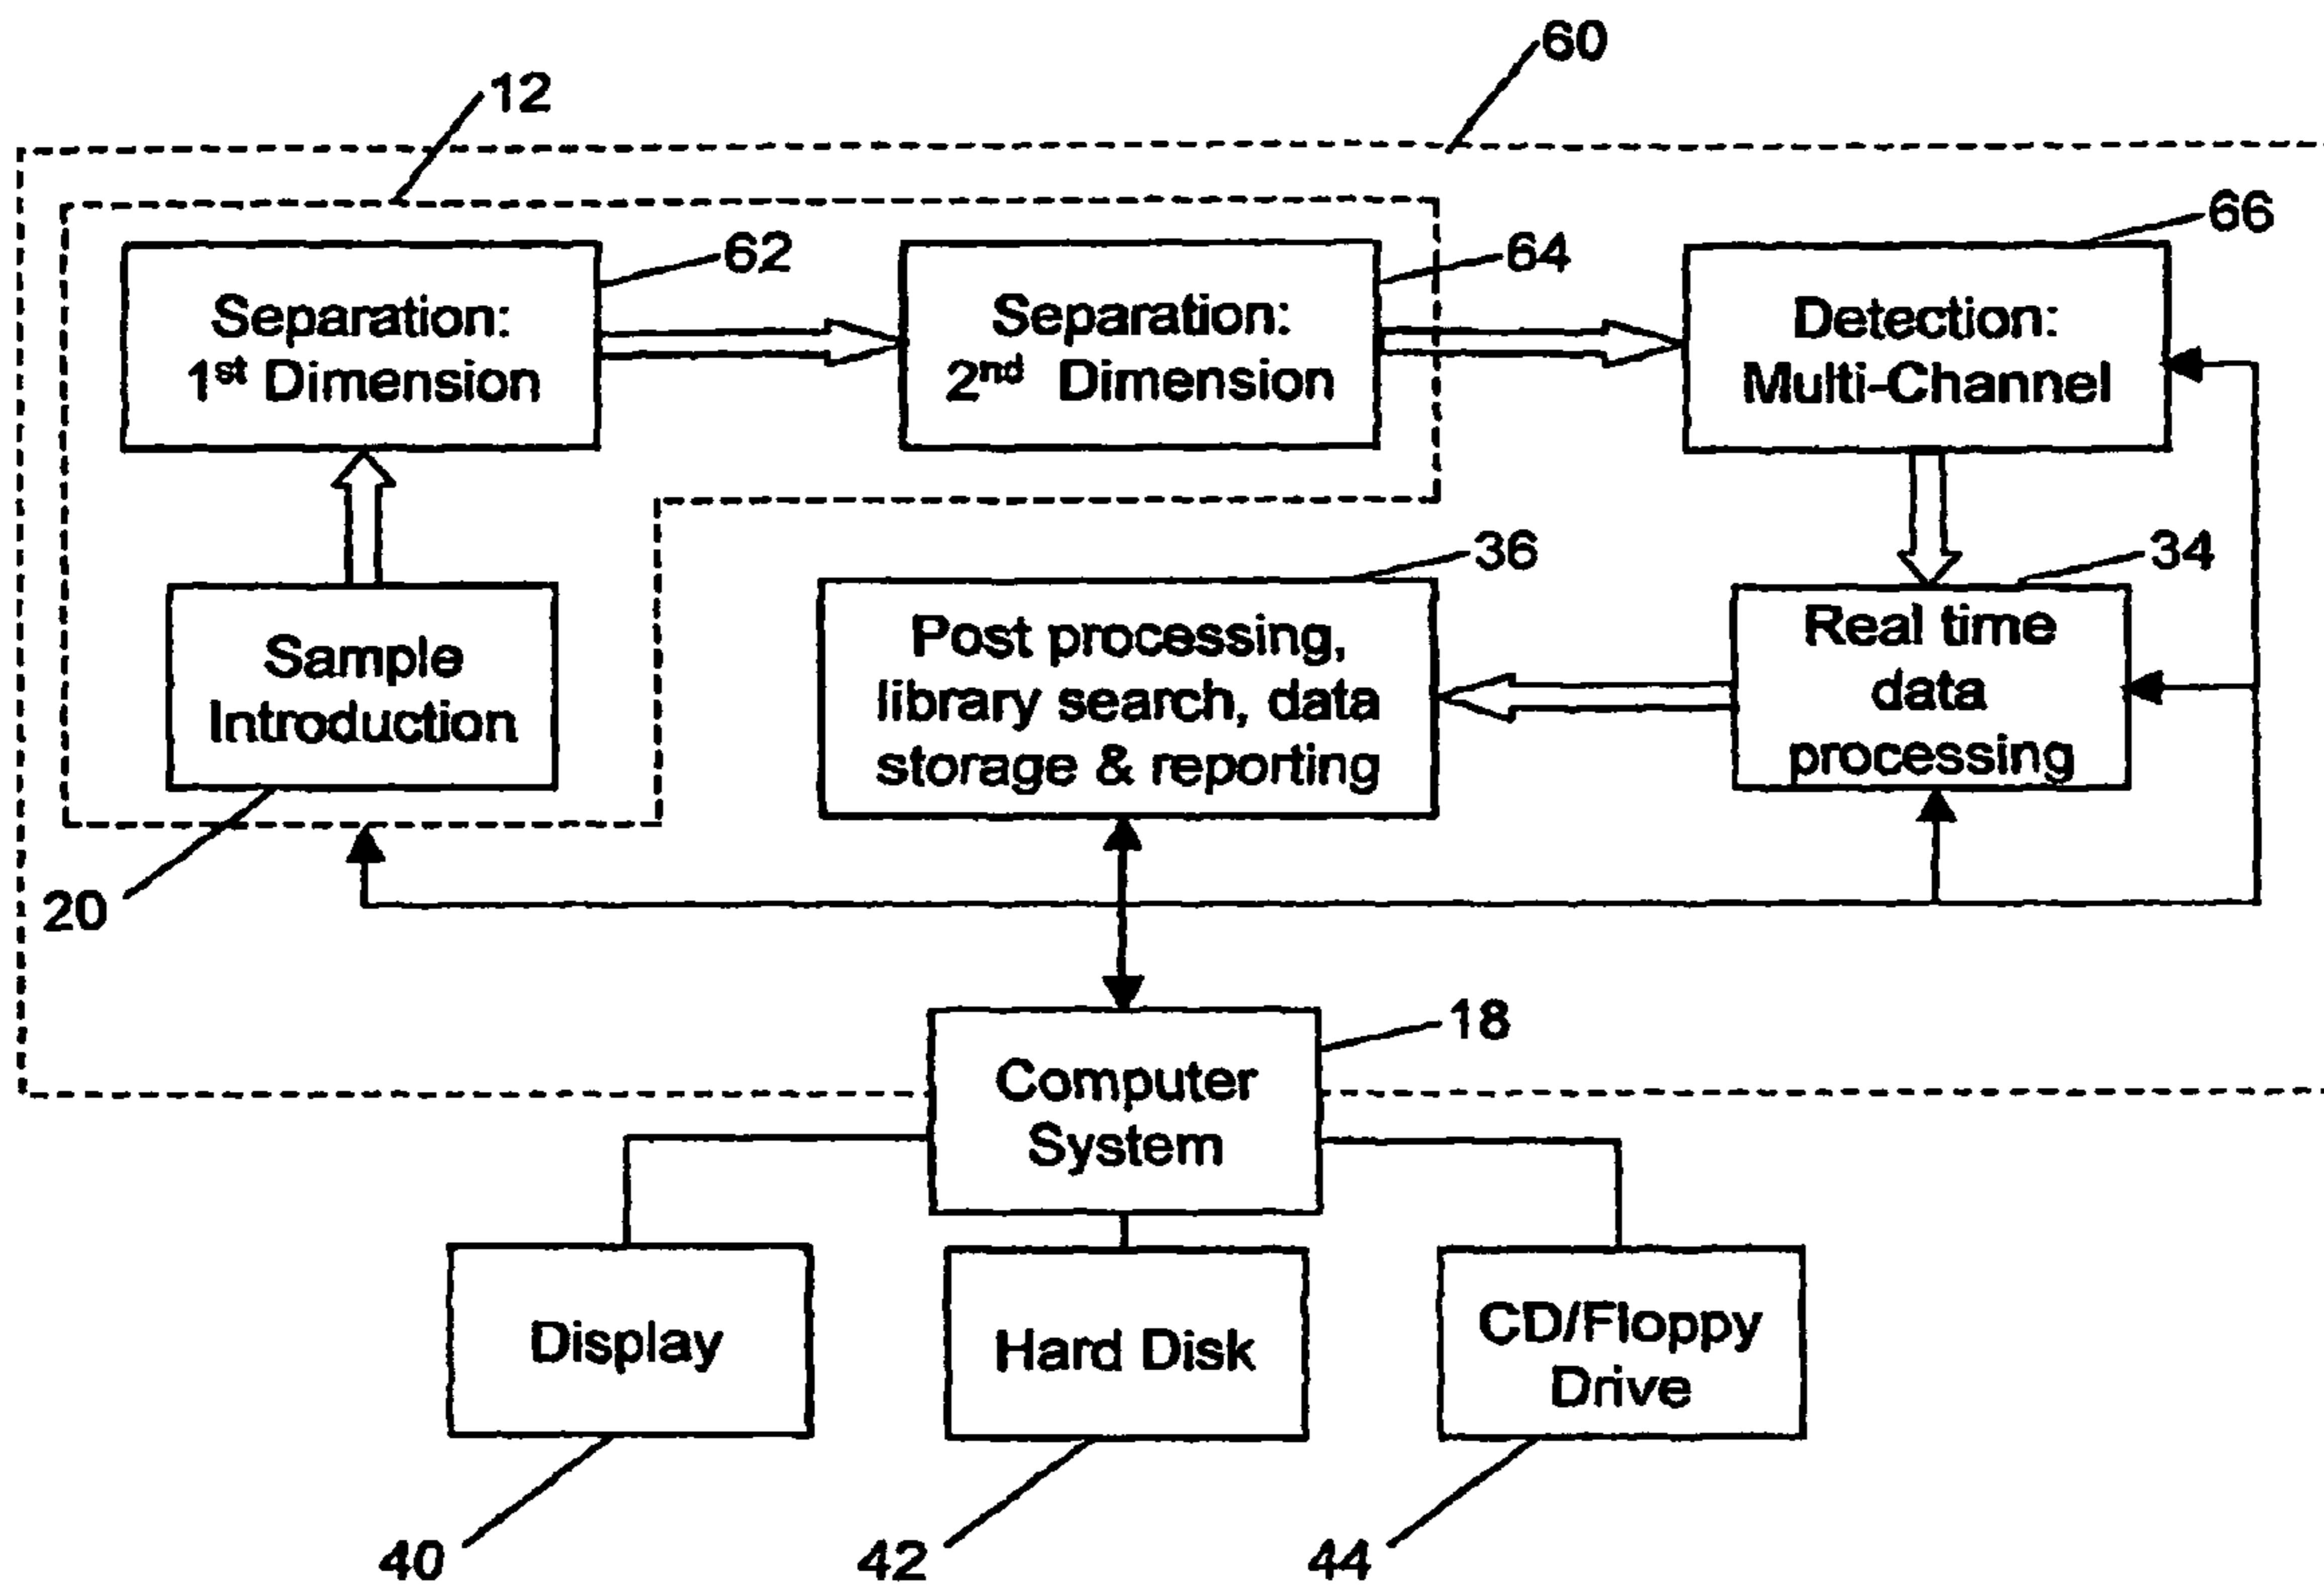 60
12
66
62
64
Separation:
1st Dimension
Separation:
2nd Dimension
Detection:
Multi-Channel
36
34
Sample
Introduction
Post processing,
library search, data
storage & reporting
Real time
data
processing
20
18
Computer
System
Display
Hard Disk
CD/Floppy
Drive
40
42
44